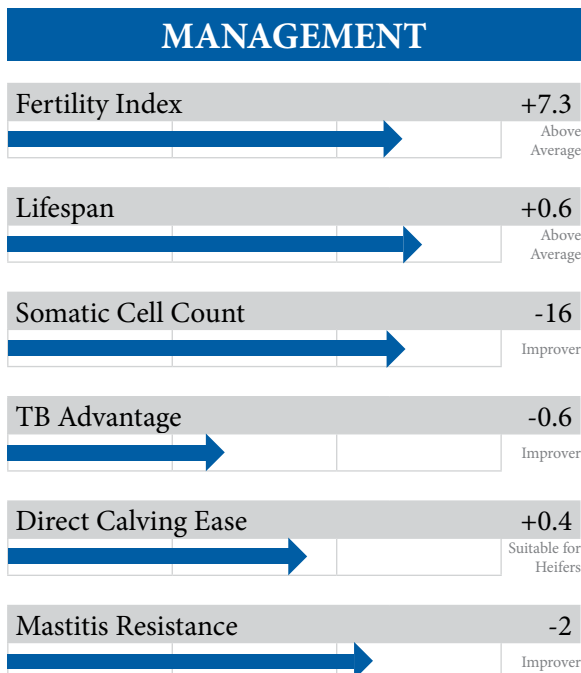 MANAGEMENT
Fertility Index +7.3
Above
Average
Lifespan +0.6
Above
Average
Somatic Cell Count -16
Improver
TB Advantage -0.6
Improver
Direct Calving Ease +0.4
Suitable for
Heifers
Mastitis Resistance -2
Improver